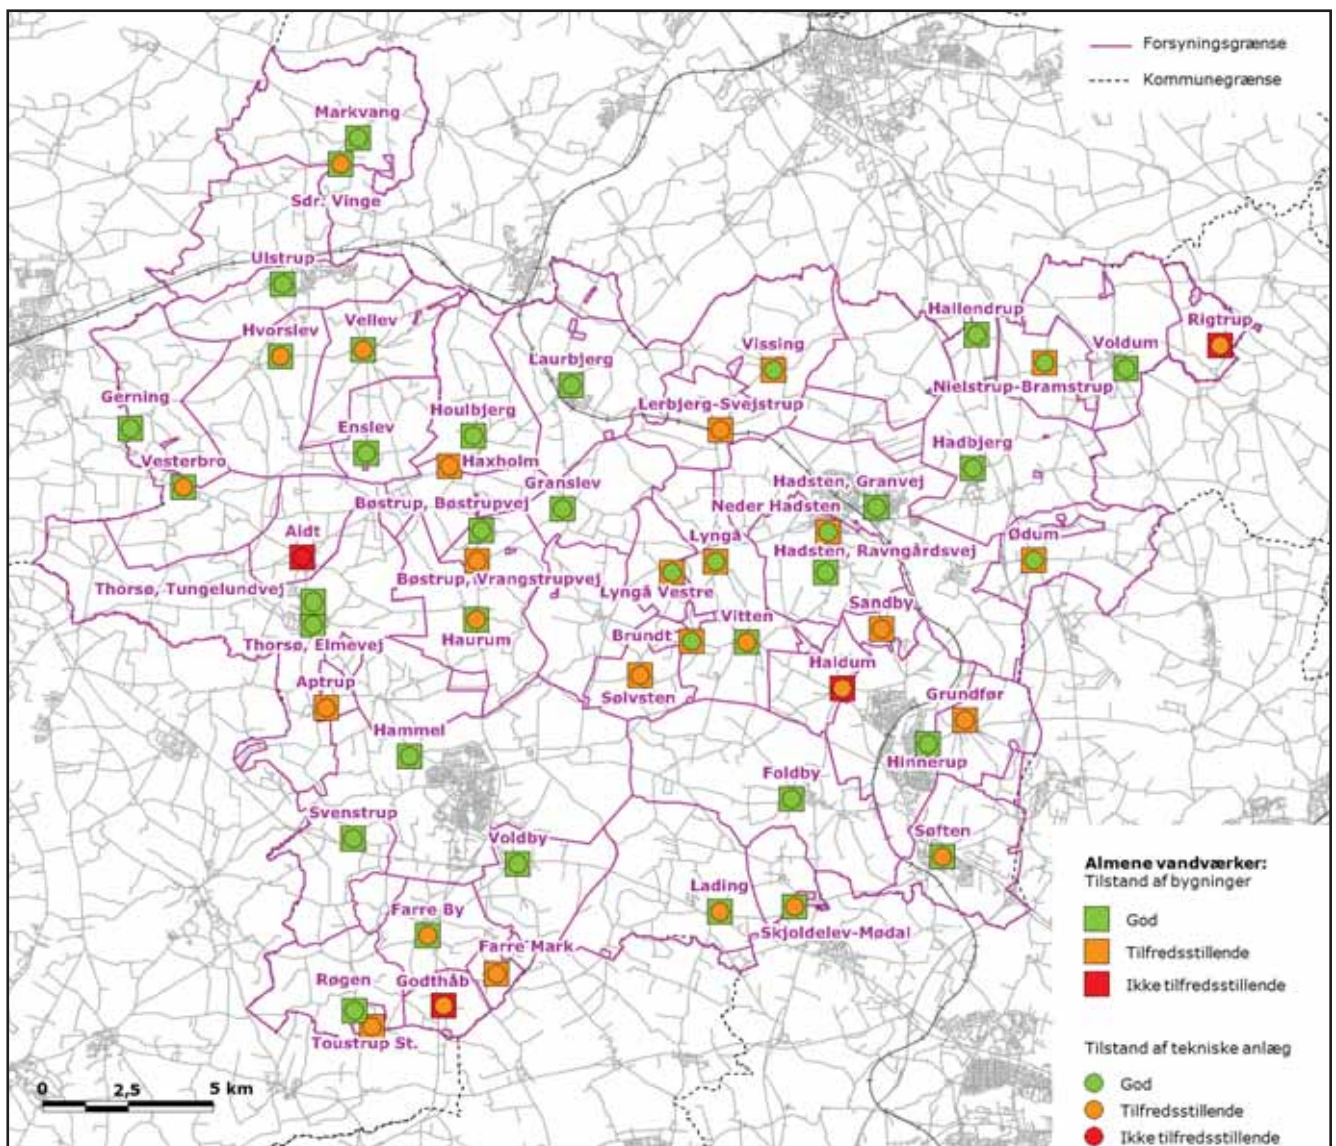 Forsyningsgrænse
Kommunegrænse
Markvang
Sdr. Vinge
Ulstrup
Hvorslev
Vellev
Hallendrup
Rigtrup
Laurbjerg
Vissing
Voldum
Nielstrup-Bramstrup
Gerning
Houlbjerg
Lerbjerg-Svejstrup
Enslev
Hadbjerg
Vesterbro
Haxholm
Granslev
Hadsten, Granvej
Bøstrup, Bøstrupvej
Neder Hadsten
Aidt
Lyngå
Ødum
Hadsten, Ravngårdsvej
Thorsø, Tungelundvej
Bøstrup, Vrangstrupvej
Lyngå Vestre
Sandby
Thorsø, Elmevej
Haurum
Brundt
Vitten
Haldum
Aptrup
Sølvsten
Grundfør
Hammel
Hinnerup
Foldby
Svenstrup
Voldby
Søften
Lading
Farre By
Skjoldelev-Mødal
Farre Mark
Røgen
Godthåb
Toustrup St.
0 2,5 5 km
Almene vandværker:
Tilstand af bygninger
God
Tilfredsstillende
Ikke tilfredsstillende
Tilstand af tekniske anlæg
God
Tilfredsstillende
Ikke tilfredsstillende